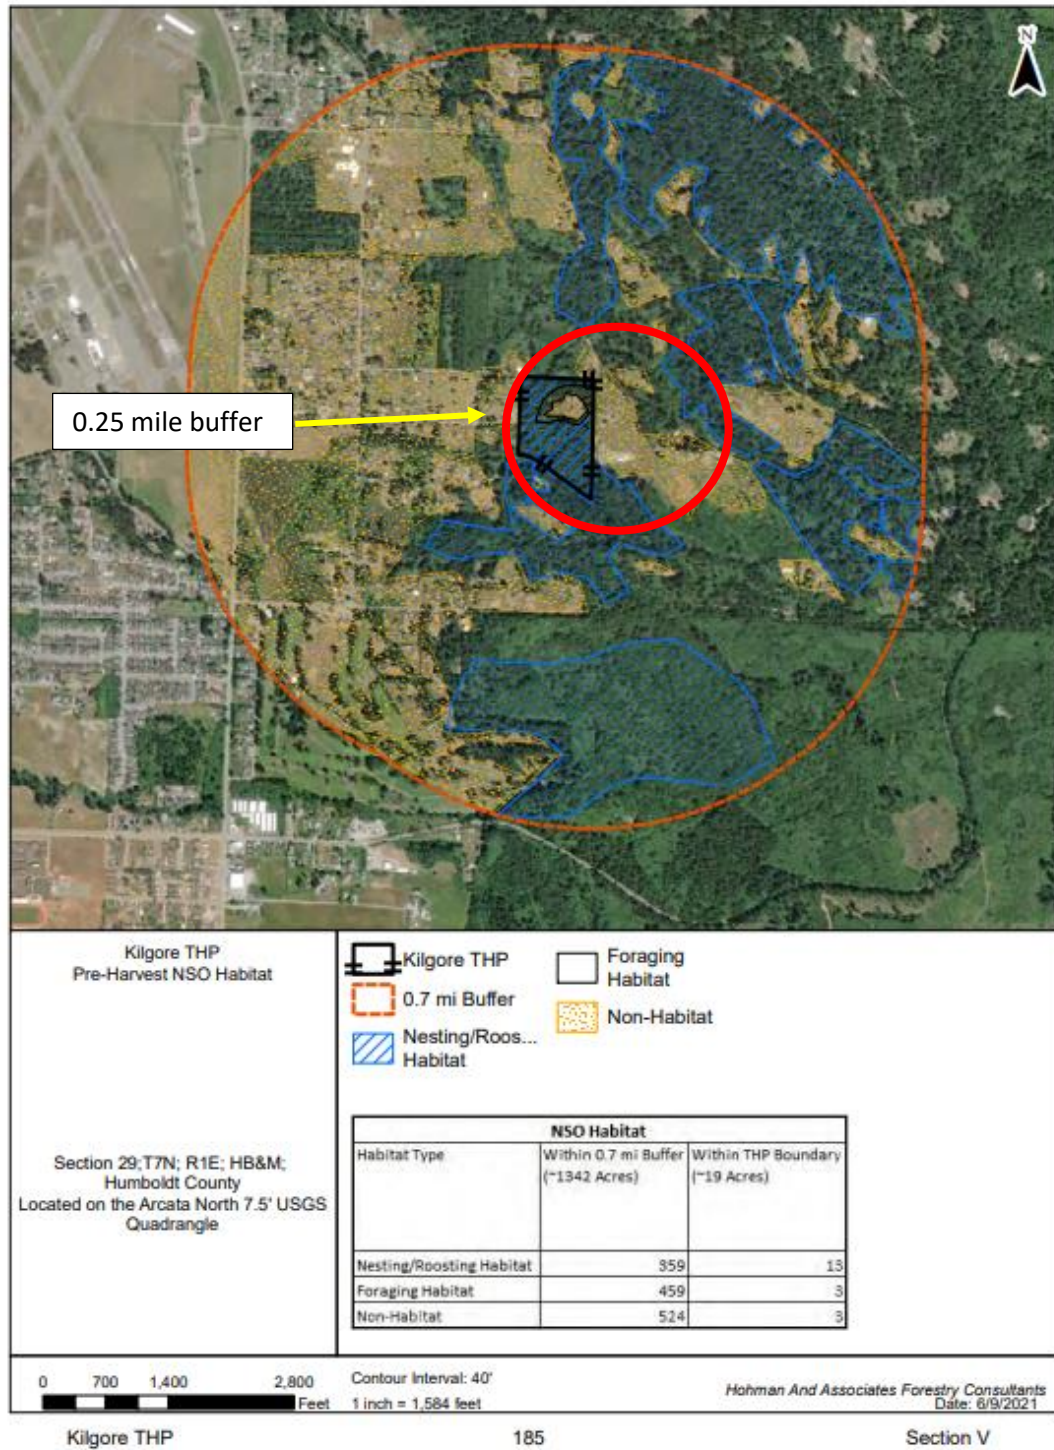 N
0.25 mile buffer
Kilgore THP
Pre-Harvest NSO Habitat
Section 29;T7N; R1E; HB&M;
Humboldt County
Located on the Arcata North 7.5' USGS
Quadrangle
Kilgore THP
0.7 mi Buffer
Nesting/Roos...
Habitat
Foraging
Habitat
Non-Habitat
NSO Habitat
Habitat Type Within 0.7 mi Buffer Within THP Boundary
(~1342 Acres) (~19 Acres)
Nesting/Roosting Habitat 359 13
Foraging Habitat 459 3
Non-Habitat 524 3
0 700 1,400 2,800
Feet
Contour Interval: 40'
1 inch = 1,584 feet
Hohman And Associates Forestry Consultants
Date: 6/9/2021
Kilgore THP 185 Section V